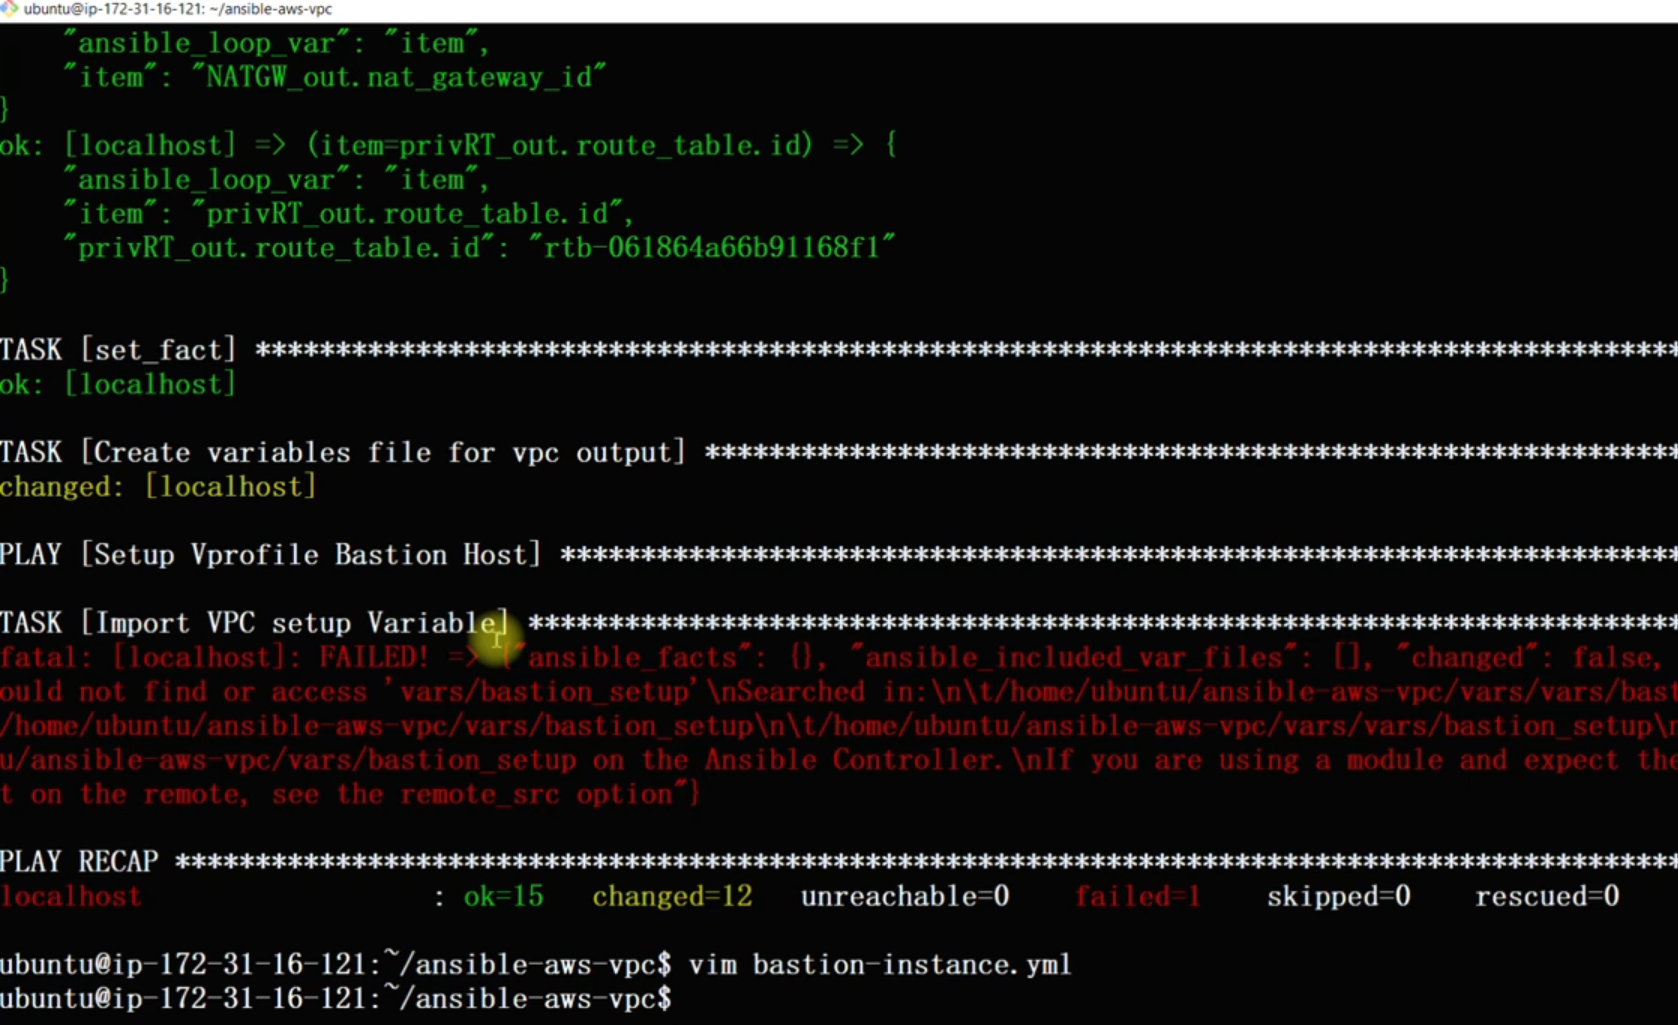 ubuntu@ip-172-31-16-121: ~/ansible-aws-vpc
"ansible_loop_var": "item",
"item": "NATGW_out.nat_gateway_id"
}
ok: [localhost] => (item=privRT_out.route_table.id) => {
"ansible_loop_var": "item",
"item": "privRT_out.route_table.id",
"privRT_out.route_table.id": "rtb-061864a66b91168f1"
}
TASK [set_fact] ****************************************************************************************
ok: [localhost]
TASK [Create variables file for vpc output] *************************************************************
changed: [localhost]
PLAY [Setup Vprofile Bastion Host] **********************************************************************
TASK [Import VPC setup Variable] ************************************************************************
fatal: [localhost]: FAILED! => {"ansible_facts": {}, "ansible_included_var_files": [], "changed": false,
ould not find or access 'vars/bastion_setup'\nSearched in:\n\t/home/ubuntu/ansible-aws-vpc/vars/vars/bast
/home/ubuntu/ansible-aws-vpc/vars/bastion_setup\n\t/home/ubuntu/ansible-aws-vpc/vars/vars/bastion_setup\n
u/ansible-aws-vpc/vars/bastion_setup on the Ansible Controller.\nIf you are using a module and expect the
t on the remote, see the remote_src option"}
PLAY RECAP **********************************************************************************************
localhost : ok=15 changed=12 unreachable=0 failed=1 skipped=0 rescued=0
ubuntu@ip-172-31-16-121:~/ansible-aws-vpc$ vim bastion-instance.yml
ubuntu@ip-172-31-16-121:~/ansible-aws-vpc$